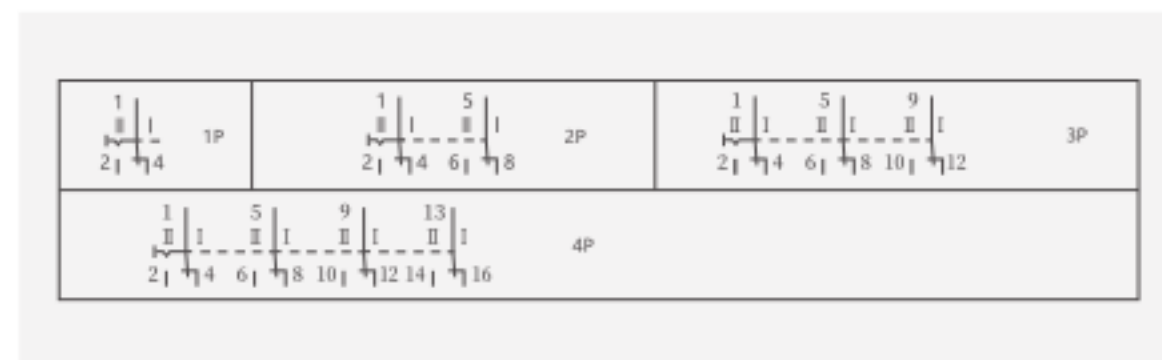 1 5 1 5 9
II I 1P II I II I 2P II I II I II I 3P
2 4 2 4 6 8 2 4 6 8 10 12
1 5 9 13
II I II I II I II I 4P
2 4 6 8 10 12 14 16